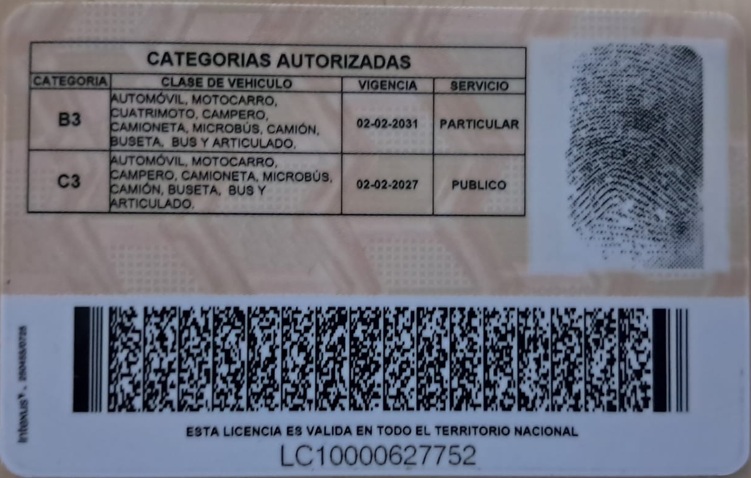 CATEGORIAS AUTORIZADAS
CATEGORIA CLASE DE VEHICULO VIGENCIA SERVICIO
B3 AUTOMÓVIL, MOTOCARRO, CUATRIMOTO, CAMPERO, CAMIONETA, MICROBÚS, CAMIÓN, BUSETA, BUS Y ARTICULADO. 02-02-2031 PARTICULAR
C3 AUTOMÓVIL, MOTOCARRO, CAMPERO, CAMIONETA, MICROBÚS, CAMIÓN, BUSETA, BUS Y ARTICULADO. 02-02-2027 PUBLICO
ESTA LICENCIA ES VALIDA EN TODO EL TERRITORIO NACIONAL
LC10000627752